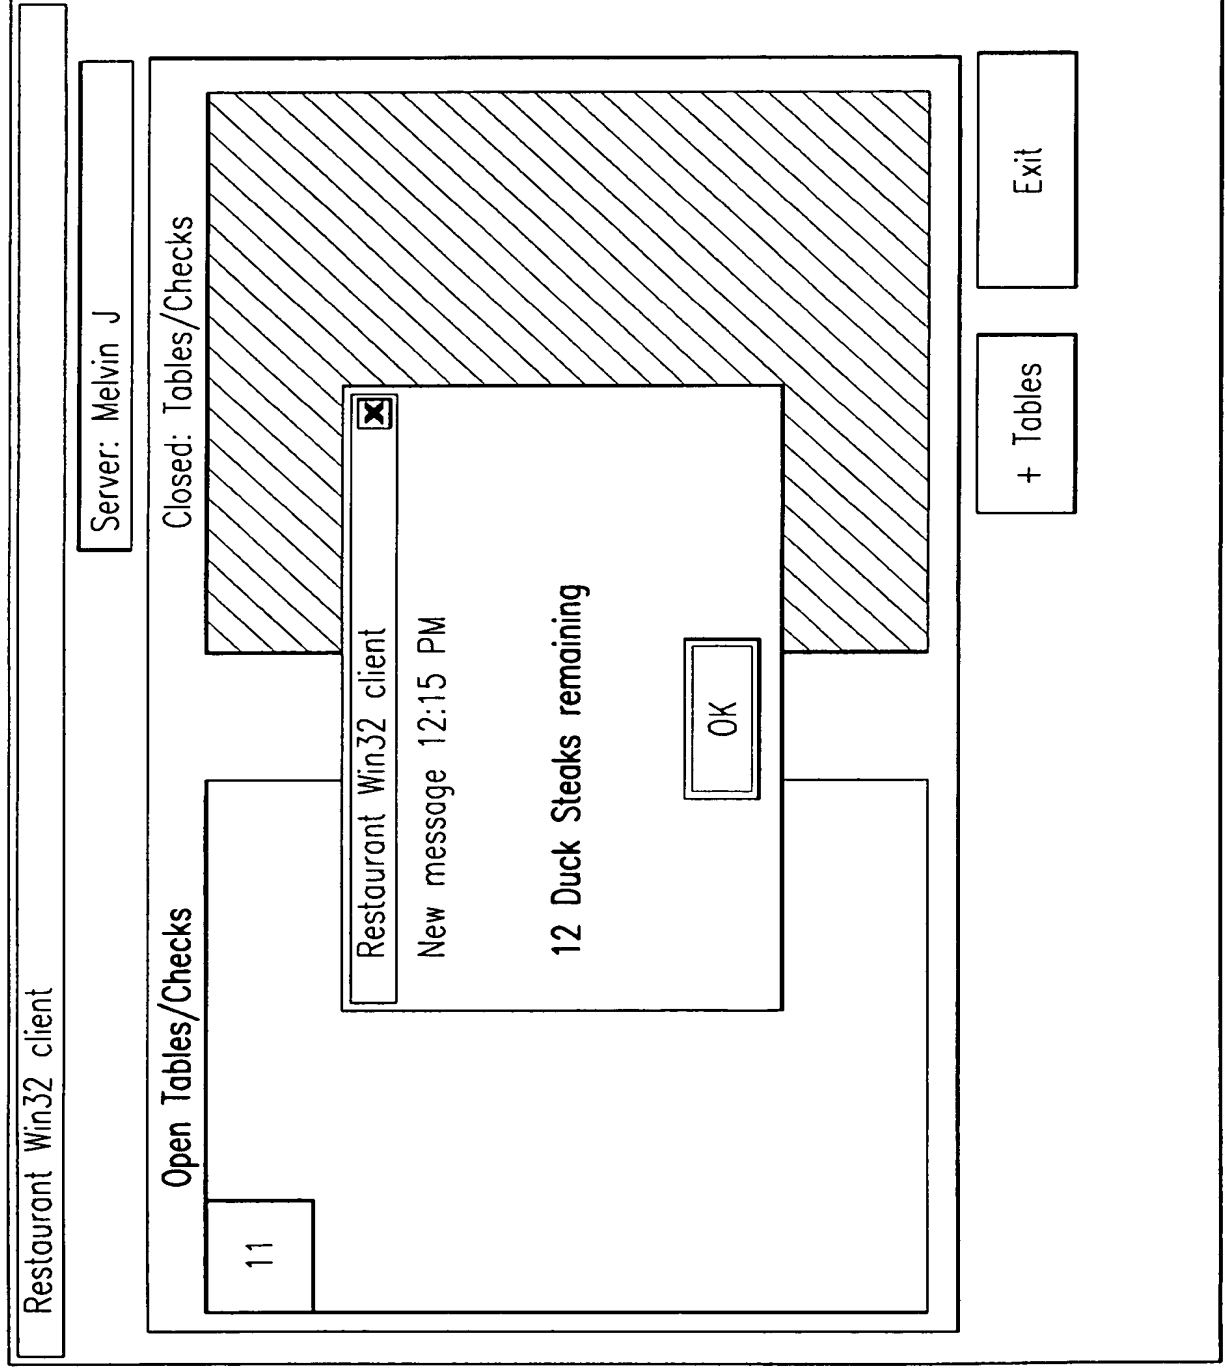 Restaurant Win32 client
Server: Melvin J
Open Tables/Checks
Closed: Tables/Checks
11
Restaurant Win32 client
New message 12:15 PM
12 Duck Steaks remaining
OK
+ Tables
Exit